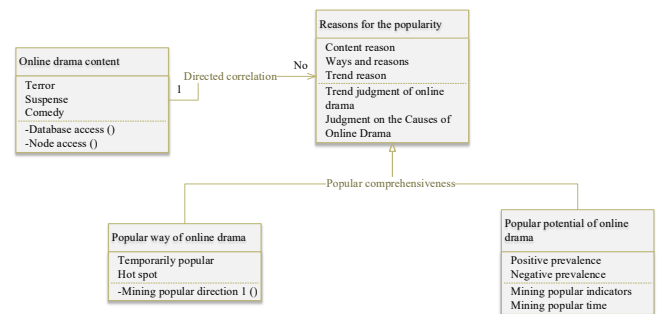 Reasons for the popularity
Content reason
Ways and reasons
Trend reason
Trend judgment of online
drama
Judgment on the Causes of
Online Drama
Online drama content
Terror
Suspense
Comedy
-Database access ()
-Node access ()
No
Directed correlation
1
Popular comprehensiveness
Popular way of online drama
Temporarily popular
Hot spot
-Mining popular direction 1 ()
Popular potential of online
drama
Positive prevalence
Negative prevalence
Mining popular indicators
Mining popular time